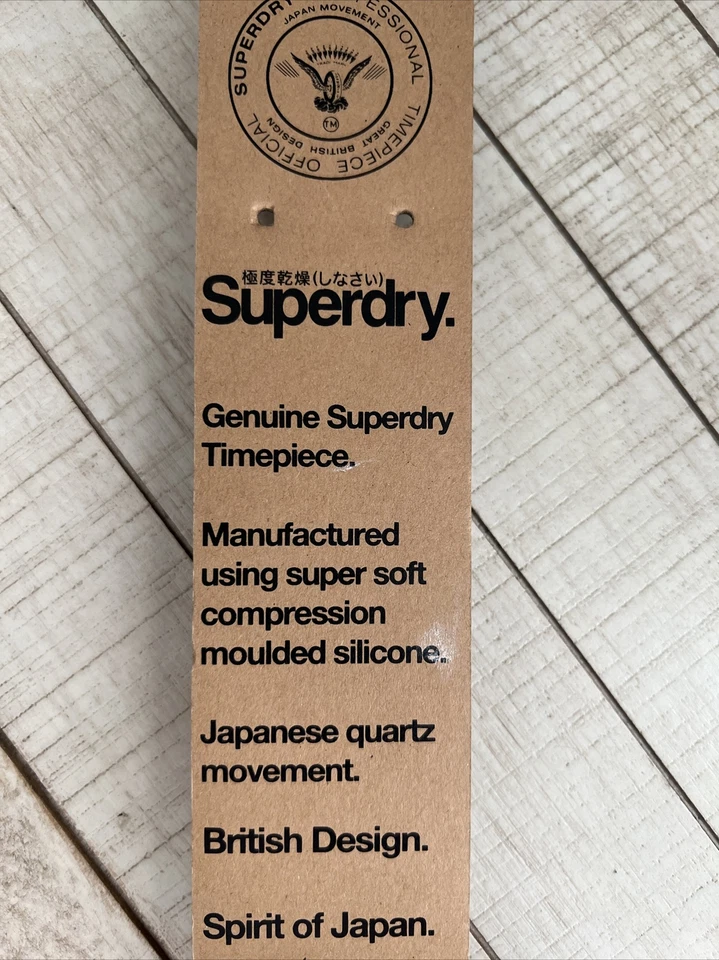 SUPERDRY PROFESSIONAL TIMEPIECE OFFICIAL
JAPAN MOVEMENT
GREAT BRITISH DESIGN
TM
極度乾燥(しなさい)
Superdry.
Genuine Superdry
Timepiece.
Manufactured
using super soft
compression
moulded silicone.
Japanese quartz
movement.
British Design.
Spirit of Japan.